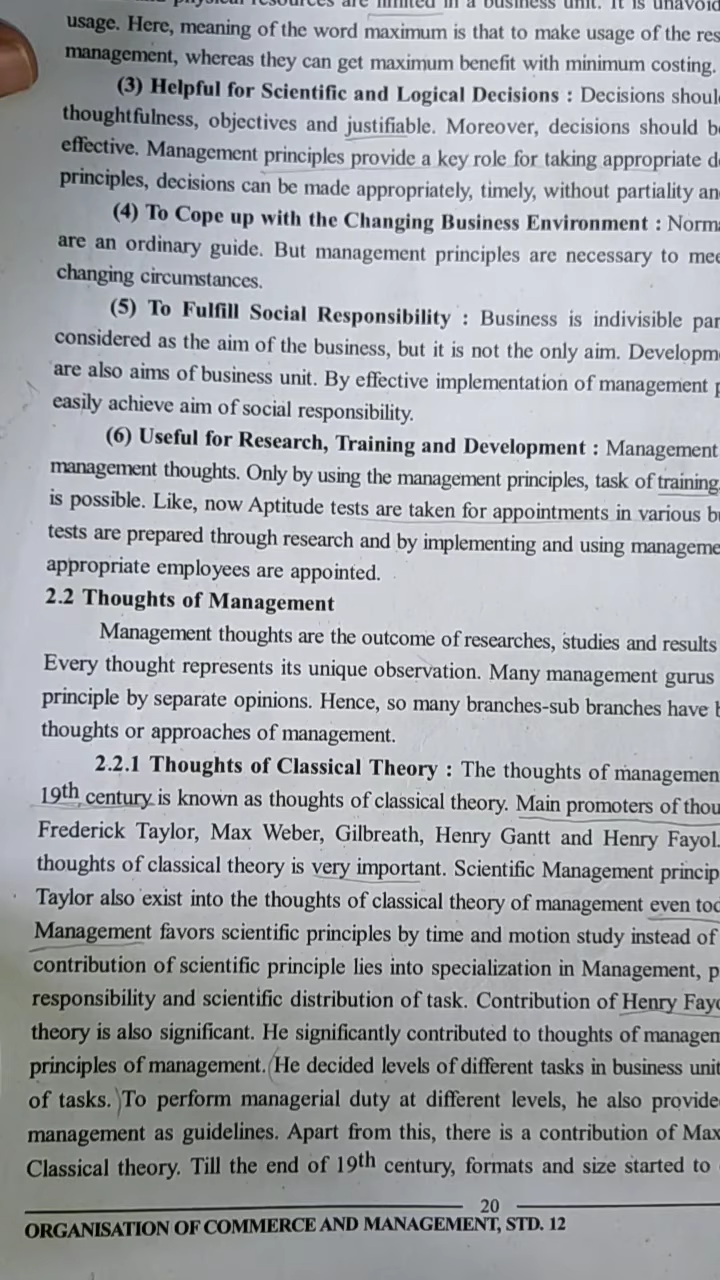 physical resources are limited in a business unit. It is unavoid
usage. Here, meaning of the word maximum is that to make usage of the res
management, whereas they can get maximum benefit with minimum costing.
(3) Helpful for Scientific and Logical Decisions : Decisions shoul
thoughtfulness, objectives and justifiable. Moreover, decisions should b
effective. Management principles provide a key role for taking appropriate d
principles, decisions can be made appropriately, timely, without partiality an
(4) To Cope up with the Changing Business Environment : Norma
are an ordinary guide. But management principles are necessary to mee
changing circumstances.
(5) To Fulfill Social Responsibility : Business is indivisible par
considered as the aim of the business, but it is not the only aim. Developm
are also aims of business unit. By effective implementation of management p
easily achieve aim of social responsibility.
(6) Useful for Research, Training and Development : Management
management thoughts. Only by using the management principles, task of training
is possible. Like, now Aptitude tests are taken for appointments in various bu
tests are prepared through research and by implementing and using manageme
appropriate employees are appointed.
2.2 Thoughts of Management
Management thoughts are the outcome of researches, studies and results
Every thought represents its unique observation. Many management gurus
principle by separate opinions. Hence, so many branches-sub branches have b
thoughts or approaches of management.
2.2.1 Thoughts of Classical Theory : The thoughts of managemen
19th century is known as thoughts of classical theory. Main promoters of thou
Frederick Taylor, Max Weber, Gilbreath, Henry Gantt and Henry Fayol.
thoughts of classical theory is very important. Scientific Management princip
Taylor also exist into the thoughts of classical theory of management even tod
Management favors scientific principles by time and motion study instead of
contribution of scientific principle lies into specialization in Management, p
responsibility and scientific distribution of task. Contribution of Henry Fayo
theory is also significant. He significantly contributed to thoughts of managem
principles of management. He decided levels of different tasks in business unit
of tasks. To perform managerial duty at different levels, he also provide
management as guidelines. Apart from this, there is a contribution of Max
Classical theory. Till the end of 19th century, formats and size started to
20
ORGANISATION OF COMMERCE AND MANAGEMENT, STD. 12